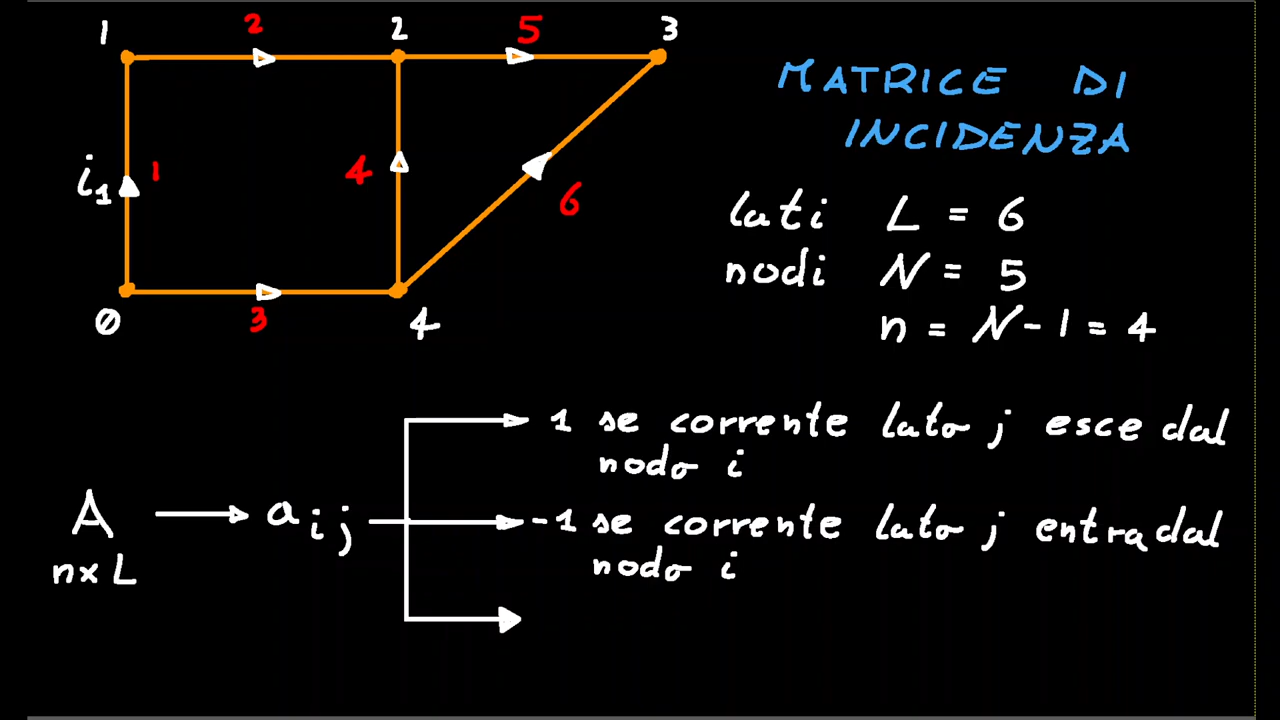 1 2 2 5 3
MATRICE DI
INCIDENZA
i1 1 4 6
lati L = 6
nodi N = 5
n = N - 1 = 4
0 3 4
1 se corrente lato j esce dal
nodo i
A → aij
-1 se corrente lato j entra dal
nodo i
n x L